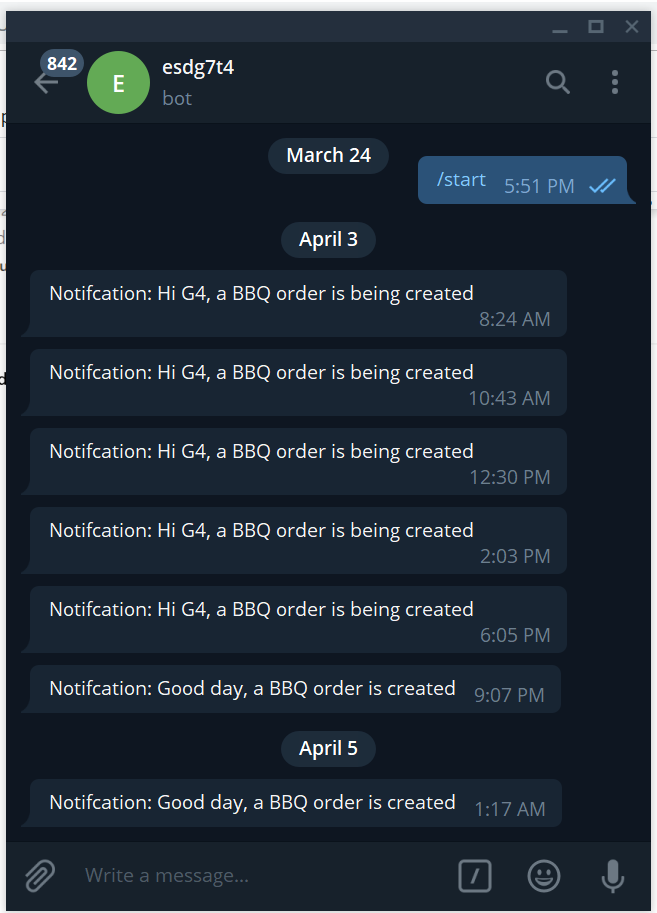 842
E
esdg7t4
bot
March 24
/start 5:51 PM
April 3
Notifcation: Hi G4, a BBQ order is being created
8:24 AM
Notifcation: Hi G4, a BBQ order is being created
10:43 AM
Notifcation: Hi G4, a BBQ order is being created
12:30 PM
Notifcation: Hi G4, a BBQ order is being created
2:03 PM
Notifcation: Hi G4, a BBQ order is being created
6:05 PM
Notifcation: Good day, a BBQ order is created 9:07 PM
April 5
Notifcation: Good day, a BBQ order is created 1:17 AM
Write a message...
/